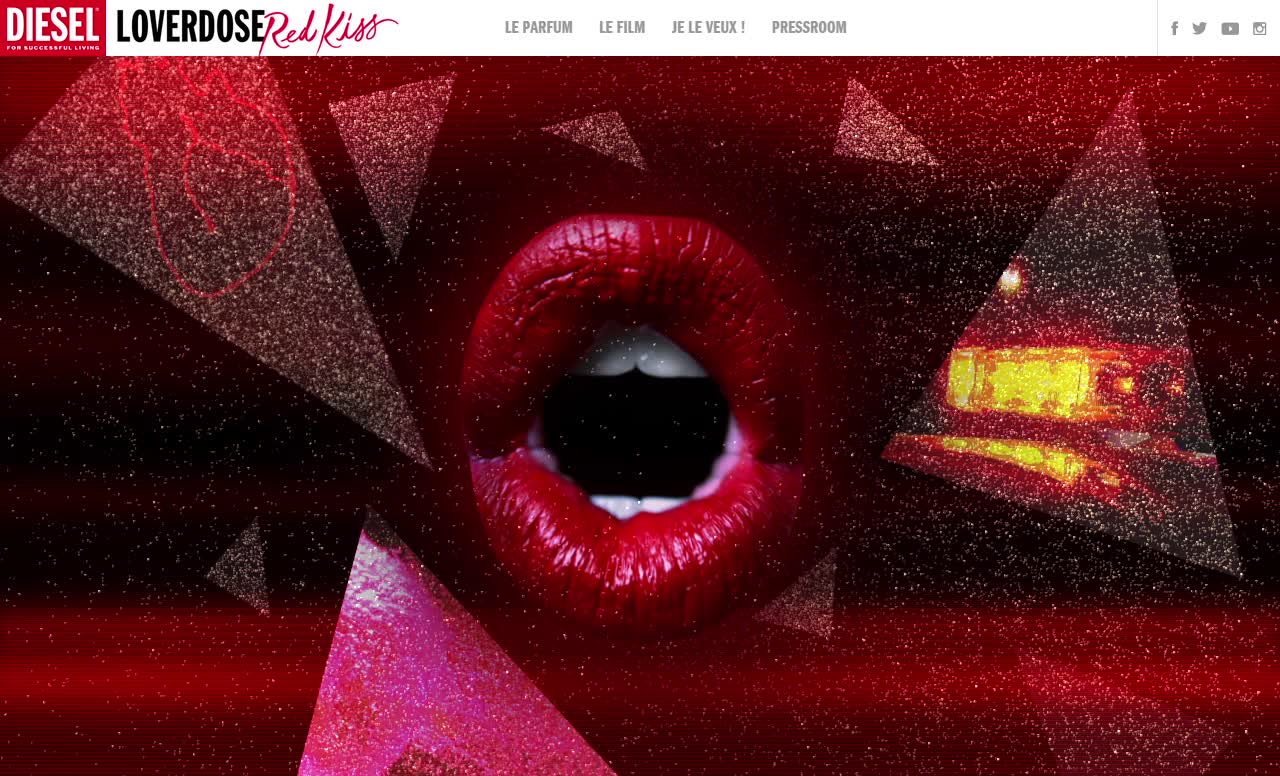 DIESEL
FOR SUCCESSFUL LIVING
LOVERDOSE Red Kiss
LE PARFUM LE FILM JE LE VEUX ! PRESSROOM